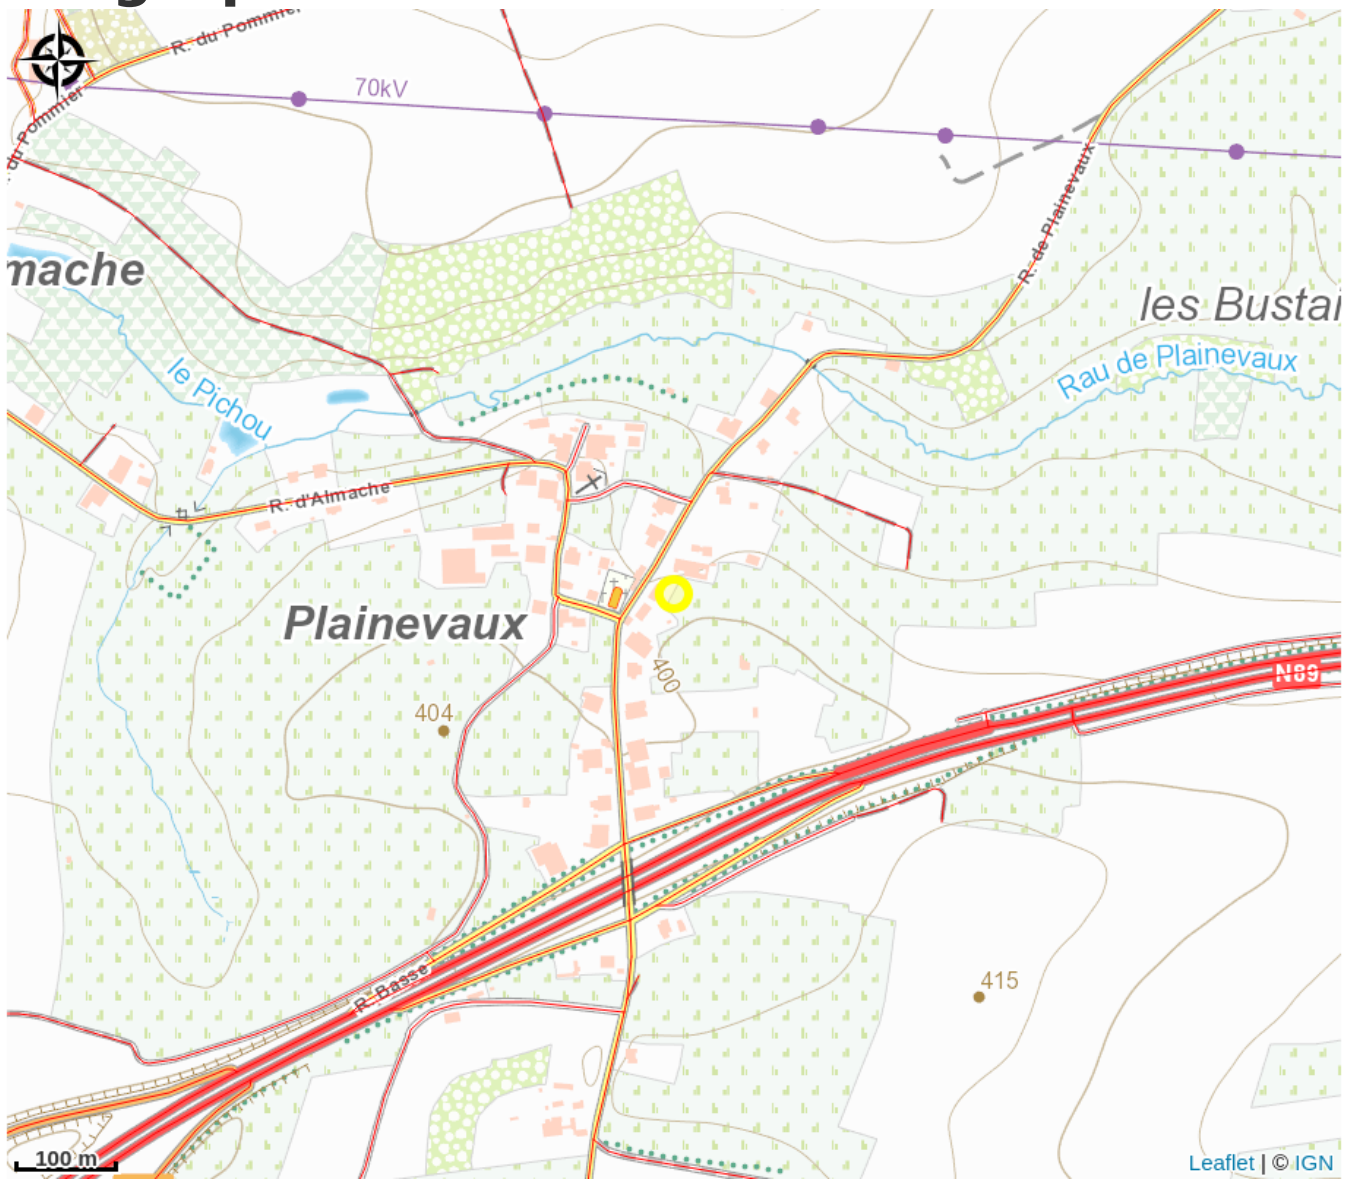 R. du Pommier
70kV
du Pommier
R. de Plainevaux
mache
les Bustai
Rau de Plainevaux
le Pichou
R. d'Almache
Plainevaux
400
N89
404
R. Basse
415
100 m
Leaflet | © IGN